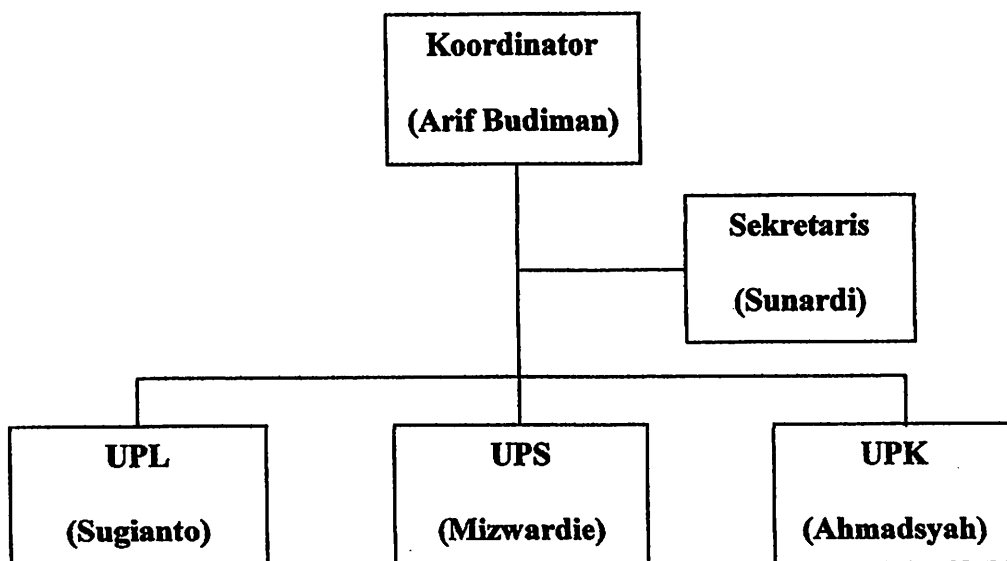 Koordinator
(Arif Budiman)
Sekretaris
(Sunardi)
UPL
(Sugianto)
UPS
(Mizwardie)
UPK
(Ahmadsyah)